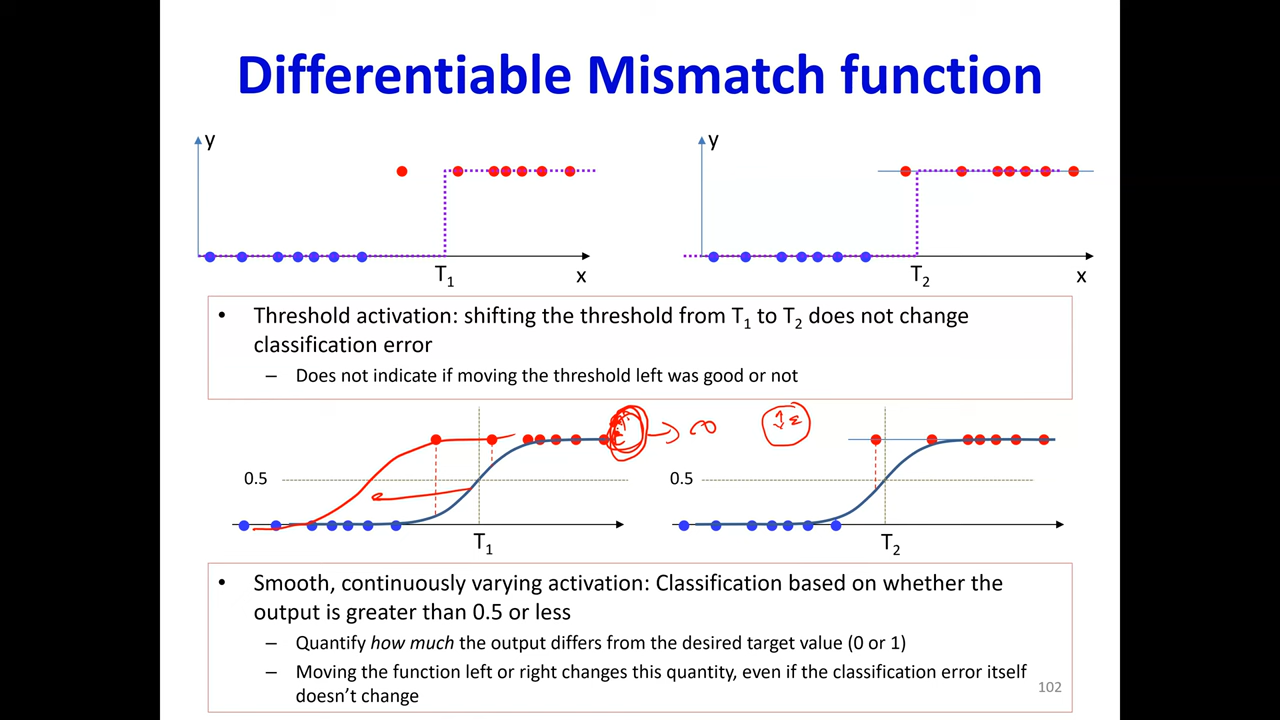 Differentiable Mismatch function
y
y
T1
x
T2
x
• Threshold activation: shifting the threshold from T1 to T2 does not change
classification error
– Does not indicate if moving the threshold left was good or not
→ ∞
0.5
0.5
T1
T2
• Smooth, continuously varying activation: Classification based on whether the
output is greater than 0.5 or less
– Quantify how much the output differs from the desired target value (0 or 1)
– Moving the function left or right changes this quantity, even if the classification error itself
doesn't change
102